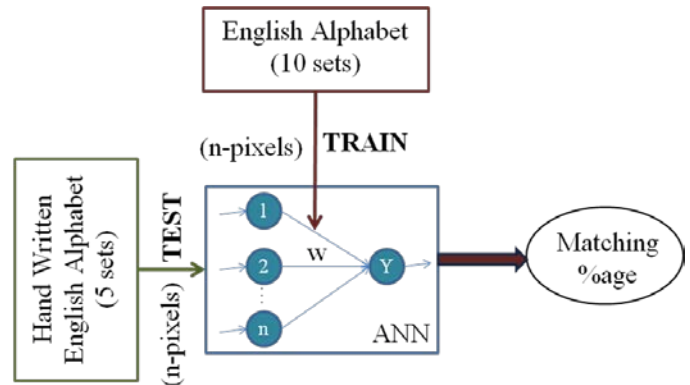 English Alphabet
(10 sets)
(n-pixels) TRAIN
Hand Written
English Alphabet
(5 sets)
TEST
(n-pixels)
1
2
n
w
Y
ANN
Matching
%age